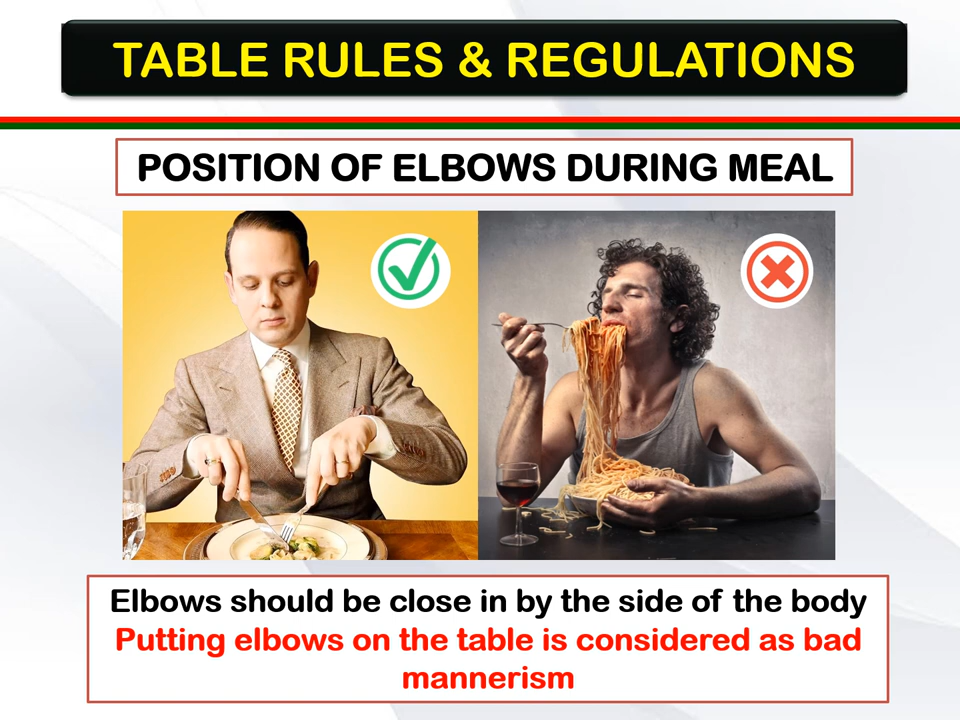 TABLE RULES & REGULATIONS
POSITION OF ELBOWS DURING MEAL
Elbows should be close in by the side of the body
Putting elbows on the table is considered as bad
mannerism